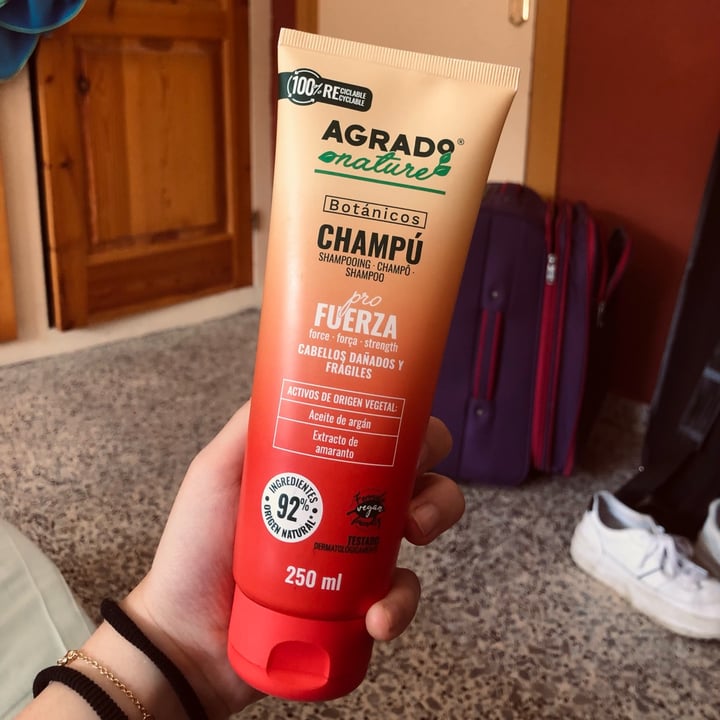 100% RECICLABLE
RECYCLABLE
AGRADO®
nature
Botánicos
CHAMPÚ
SHAMPOOING · CHAMPÔ ·
SHAMPOO
pro
FUERZA
force · força · strength
CABELLOS DAÑADOS Y
FRÁGILES
ACTIVOS DE ORIGEN VEGETAL:
Aceite de argán
Extracto de
amaranto
INGREDIENTES
92%
ORIGEN NATURAL
vegan
TESTADO
DERMATOLÓGICAMENTE
250 ml